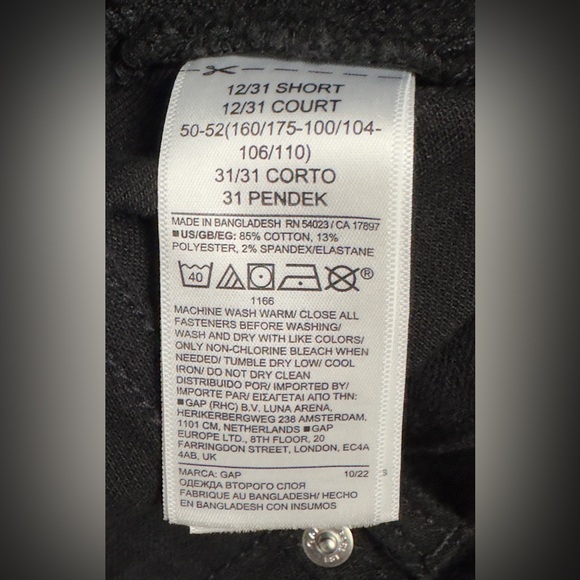 12/31 SHORT
12/31 COURT
50-52(160/175-100/104-
106/110)
31/31 CORTO
31 PENDEK
MADE IN BANGLADESH RN 54023 / CA 17897
■US/GB/EG: 85% COTTON, 13%
POLYESTER, 2% SPANDEX/ELASTANE
40 ®
1166
MACHINE WASH WARM/ CLOSE ALL
FASTENERS BEFORE WASHING/
WASH AND DRY WITH LIKE COLORS/
ONLY NON-CHLORINE BLEACH WHEN
NEEDED/ TUMBLE DRY LOW/ COOL
IRON/ DO NOT DRY CLEAN
DISTRIBUIDO POR/ IMPORTED BY/
IMPORTE PAR/ ΕΙΣΑΓΕΤΑΙ ΑΠΟ ΤΗΝ:
■GAP (RHC) B.V. LUNA ARENA,
HERIKERBERGWEG 238 AMSTERDAM,
1101 CM, NETHERLANDS ■GAP
EUROPE LTD., 8TH FLOOR, 20
FARRINGDON STREET, LONDON, EC4A
4AB, UK
MARCA: GAP 10/22 S
ОДЕЖДА ВТОРОГО СЛОЯ
FABRIQUE AU BANGLADESH/ HECHO
EN BANGLADESH CON INSUMOS